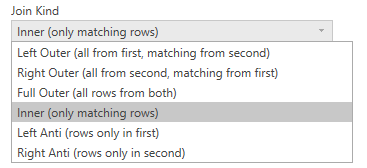 Join Kind
Inner (only matching rows)
Left Outer (all from first, matching from second)
Right Outer (all from second, matching from first)
Full Outer (all rows from both)
Inner (only matching rows)
Left Anti (rows only in first)
Right Anti (rows only in second)